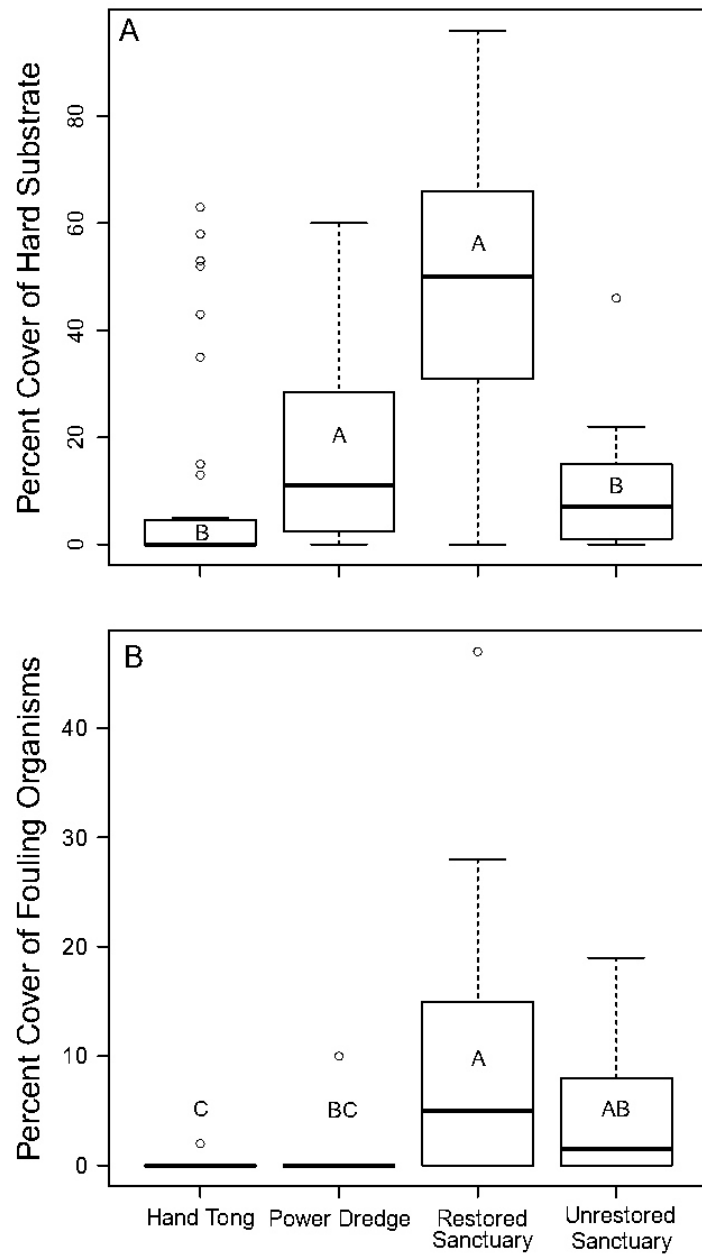 A
Percent Cover of Hard Substrate
80
60
40
20
0
A
A
B
B
B
Percent Cover of Fouling Organisms
40
30
20
10
0
A
C
BC
AB
Hand Tong
Power Dredge
Restored
Sanctuary
Unrestored
Sanctuary